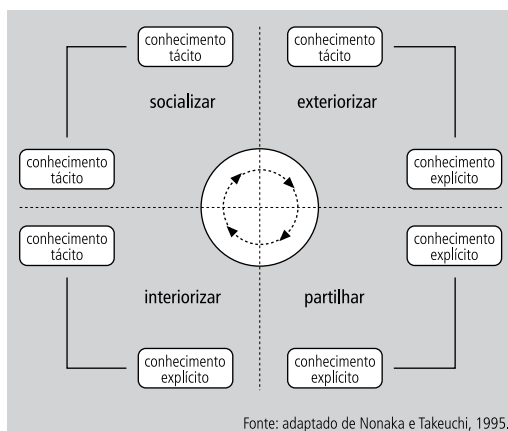 conhecimento
tácito
conhecimento
tácito
socializar
exteriorizar
conhecimento
tácito
conhecimento
explícito
conhecimento
tácito
conhecimento
explícito
interiorizar
partilhar
conhecimento
explícito
conhecimento
explícito
Fonte: adaptado de Nonaka e Takeuchi, 1995.